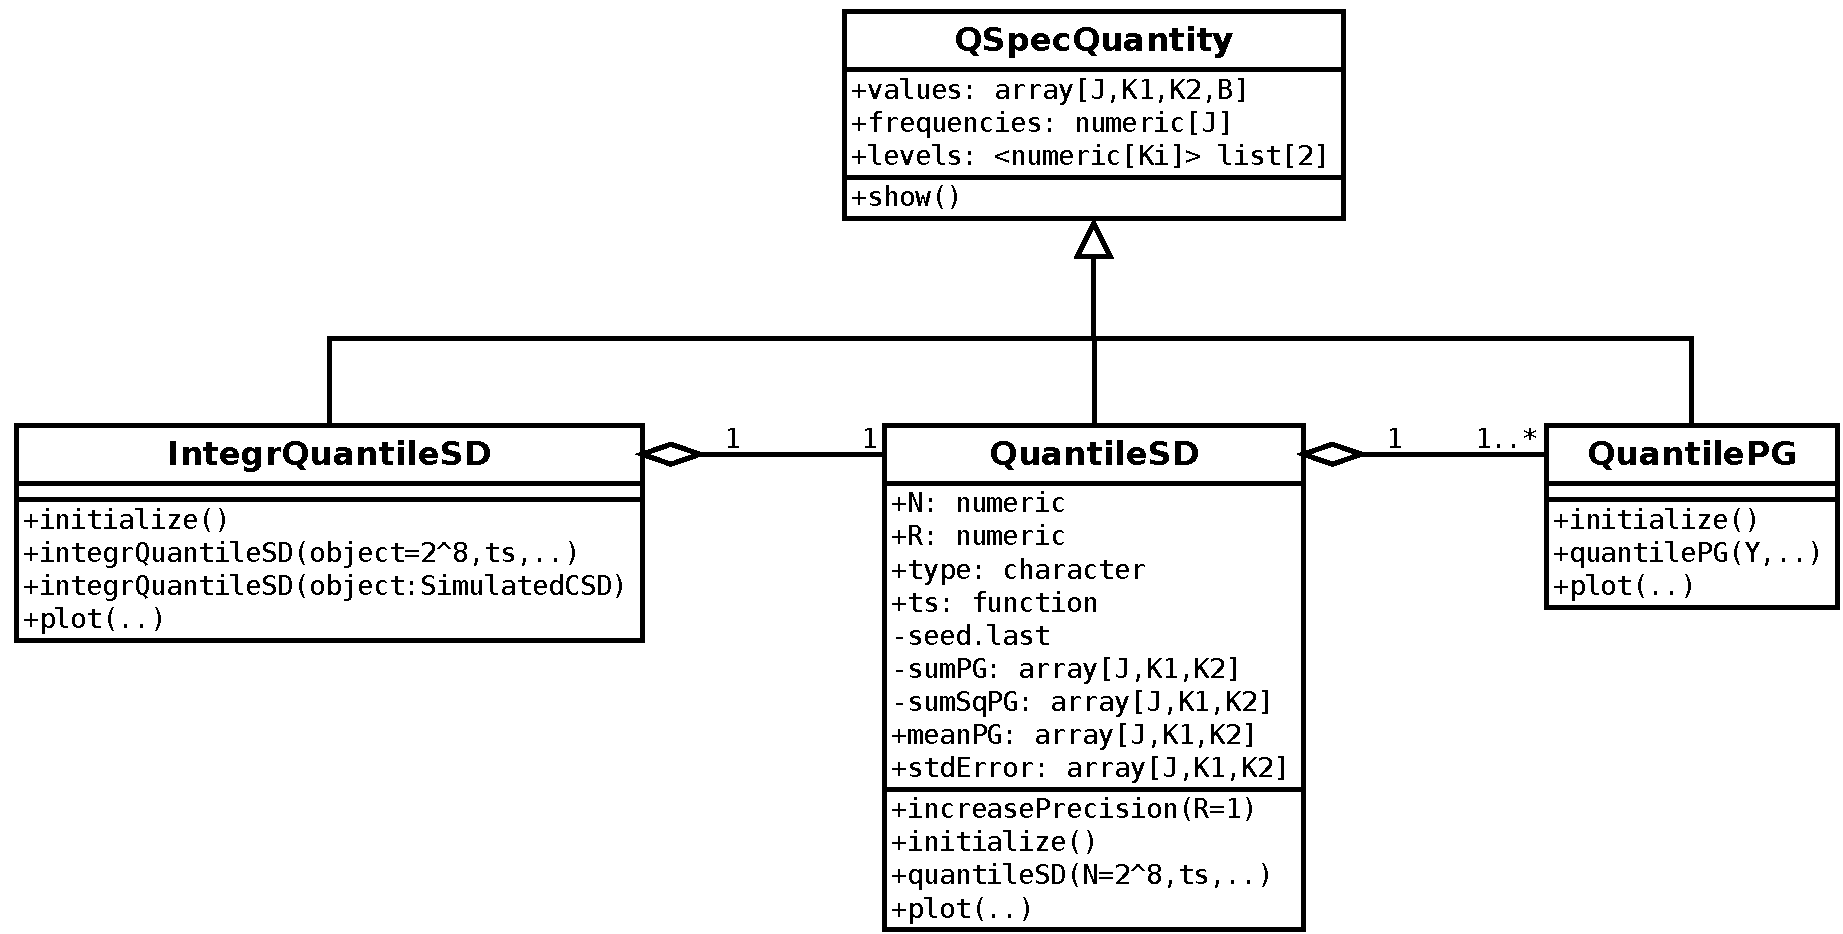 QSpecQuantity
+values: array[J,K1,K2,B]
+frequencies: numeric[J]
+levels: <numeric[Ki]> list[2]
+show()
IntegrQuantileSD
+initialize()
+integrQuantileSD(object=2^8,ts,..)
+integrQuantileSD(object:SimulatedCSD)
+plot(..)
1
1
QuantileSD
+N: numeric
+R: numeric
+type: character
+ts: function
-seed.last
-sumPG: array[J,K1,K2]
-sumSqPG: array[J,K1,K2]
+meanPG: array[J,K1,K2]
+stdError: array[J,K1,K2]
+increasePrecision(R=1)
+initialize()
+quantileSD(N=2^8,ts,..)
+plot(..)
1
1..*
QuantilePG
+initialize()
+quantilePG(Y,..)
+plot(..)